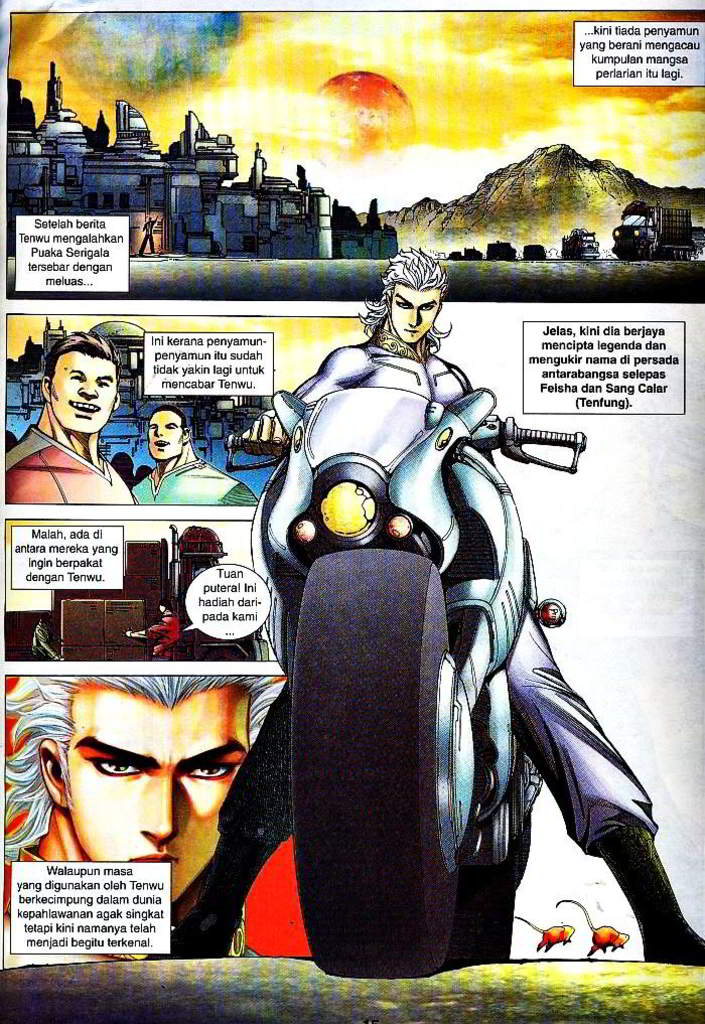 Setelah berita
Tenwu mengalahkan
Puaka Serigala
tersebar dengan
meluas...
...kini tiada penyamun
yang berani mengacau
kumpulan mangsa
perlarian itu lagi.
Ini kerana penyamun-
penyamun itu sudah
tidak yakin lagi untuk
mencabar Tenwu.
Jelas, kini dia berjaya
mencipta legenda dan
mengukir nama di persada
antarabangsa selepas
Feisha dan Sang Calar
(Tenfung).
Malah, ada di
antara mereka yang
ingin berpakat
dengan Tenwu.
Tuan
putera! Ini
hadiah dari-
pada kami
...
Walaupun masa
yang digunakan oleh Tenwu
berkecimpung dalam dunia
kepahlawanan agak singkat
tetapi kini namanya telah
menjadi begitu terkenal.